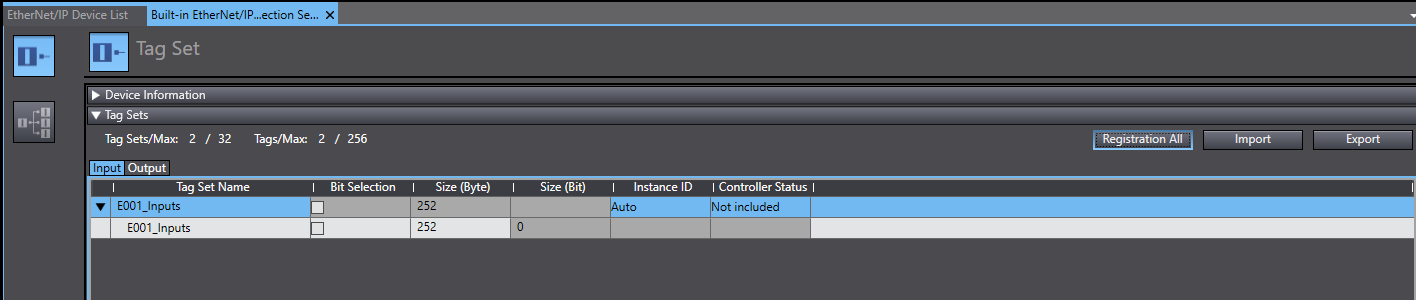 EtherNet/IP Device List Built-in EtherNet/IP...ection Se... ✕
Tag Set
▶ Device Information
▼ Tag Sets
Tag Sets/Max: 2 / 32 Tags/Max: 2 / 256 Registration All Import Export
Input Output
Tag Set Name | Bit Selection | Size (Byte) | Size (Bit) | Instance ID | Controller Status |
▼ E001_Inputs 252 Auto Not included
E001_Inputs 252 0